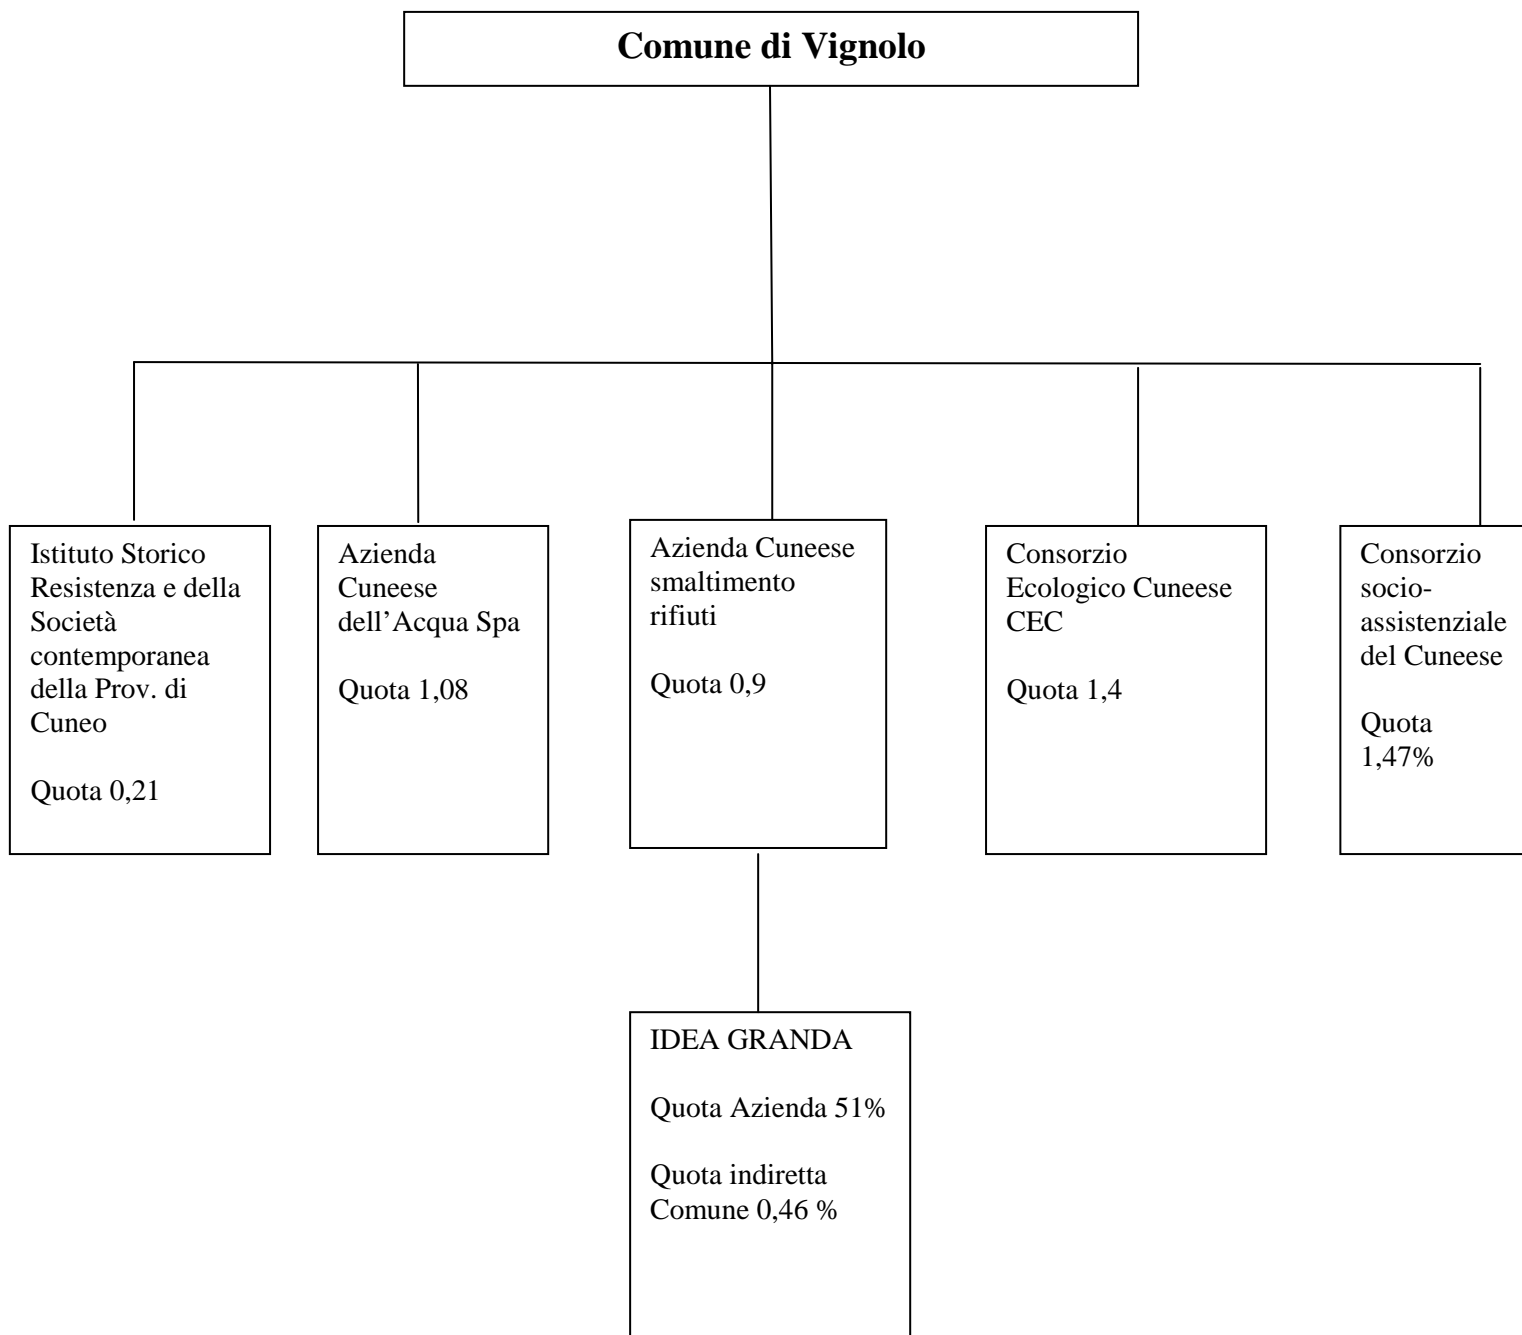 Comune di Vignolo
Istituto Storico
Resistenza e della
Società
contemporanea
della Prov. di
Cuneo
Quota 0,21
Azienda
Cuneese
dell’Acqua Spa
Quota 1,08
Azienda Cuneese
smaltimento
rifiuti
Quota 0,9
Consorzio
Ecologico Cuneese
CEC
Quota 1,4
Consorzio
socio-
assistenziale
del Cuneese
Quota
1,47%
IDEA GRANDA
Quota Azienda 51%
Quota indiretta
Comune 0,46 %